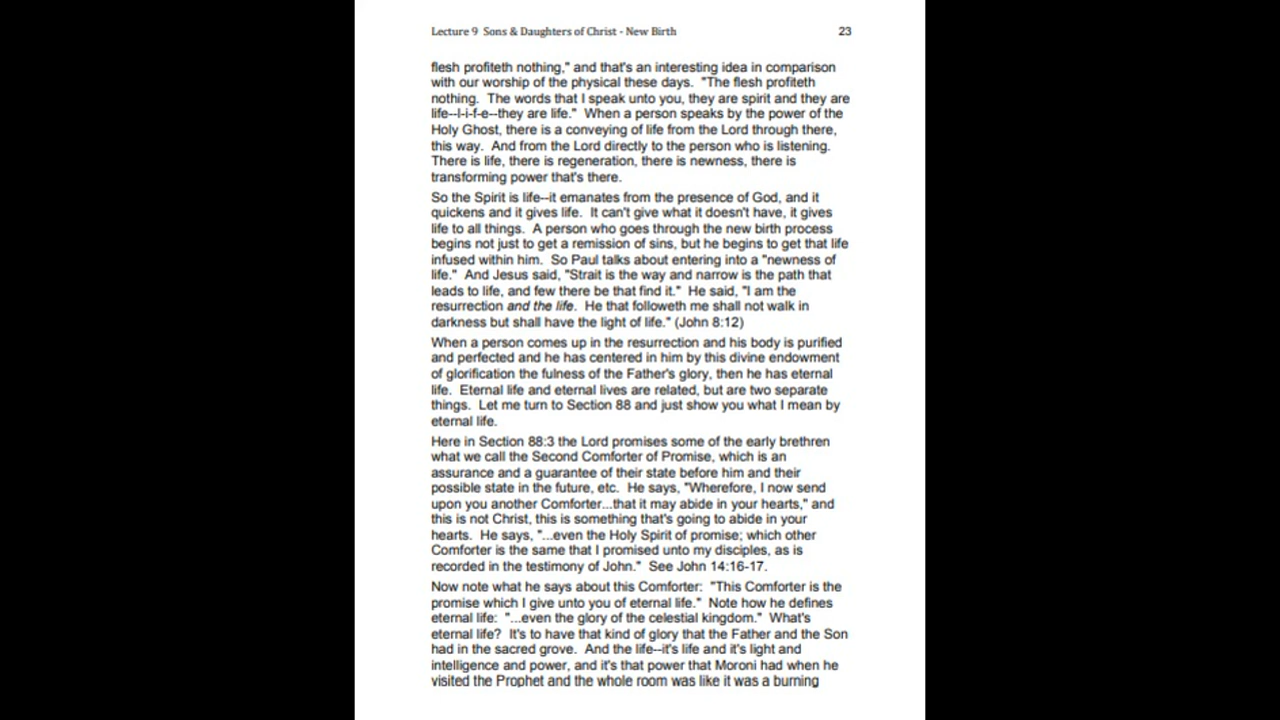 Lecture 9 Sons & Daughters of Christ - New Birth 23
flesh profiteth nothing," and that's an interesting idea in comparison
with our worship of the physical these days. "The flesh profiteth
nothing. The words that I speak unto you, they are spirit and they are
life--l-i-f-e--they are life." When a person speaks by the power of the
Holy Ghost, there is a conveying of life from the Lord through there,
this way. And from the Lord directly to the person who is listening.
There is life, there is regeneration, there is newness, there is
transforming power that's there.
So the Spirit is life--it emanates from the presence of God, and it
quickens and it gives life. It can't give what it doesn't have, it gives
life to all things. A person who goes through the new birth process
begins not just to get a remission of sins, but he begins to get that life
infused within him. So Paul talks about entering into a "newness of
life." And Jesus said, "Strait is the way and narrow is the path that
leads to life, and few there be that find it." He said, "I am the
resurrection and the life. He that followeth me shall not walk in
darkness but shall have the light of life." (John 8:12)
When a person comes up in the resurrection and his body is purified
and perfected and he has centered in him by this divine endowment
of glorification the fulness of the Father's glory, then he has eternal
life. Eternal life and eternal lives are related, but are two separate
things. Let me turn to Section 88 and just show you what I mean by
eternal life.
Here in Section 88:3 the Lord promises some of the early brethren
what we call the Second Comforter of Promise, which is an
assurance and a guarantee of their state before him and their
possible state in the future, etc. He says, "Wherefore, I now send
upon you another Comforter...that it may abide in your hearts," and
this is not Christ, this is something that's going to abide in your
hearts. He says, "...even the Holy Spirit of promise; which other
Comforter is the same that I promised unto my disciples, as is
recorded in the testimony of John." See John 14:16-17.
Now note what he says about this Comforter: "This Comforter is the
promise which I give unto you of eternal life." Note how he defines
eternal life: "...even the glory of the celestial kingdom." What's
eternal life? It's to have that kind of glory that the Father and the Son
had in the sacred grove. And the life--it's life and it's light and
intelligence and power, and it's that power that Moroni had when he
visited the Prophet and the whole room was like it was a burning